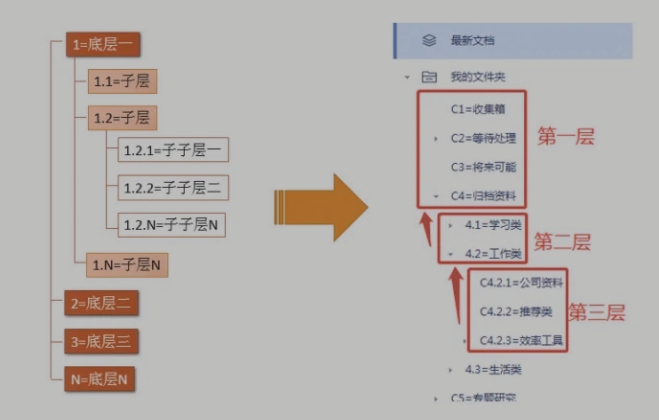 1=底层一
1.1=子层
1.2=子层
1.2.1=子子层一
1.2.2=子子层二
1.2.N=子子层N
1.N=子层N
2=底层二
3=底层三
N=底层N
最新文档
我的文件夹
C1=收集箱
C2=等待处理
C3=将来可能
C4=归档资料
第一层
4.1=学习类
4.2=工作类
第二层
C4.2.1=公司资料
C4.2.2=推荐类
C4.2.3=效率工具
第三层
4.3=生活类
C5=专题研究